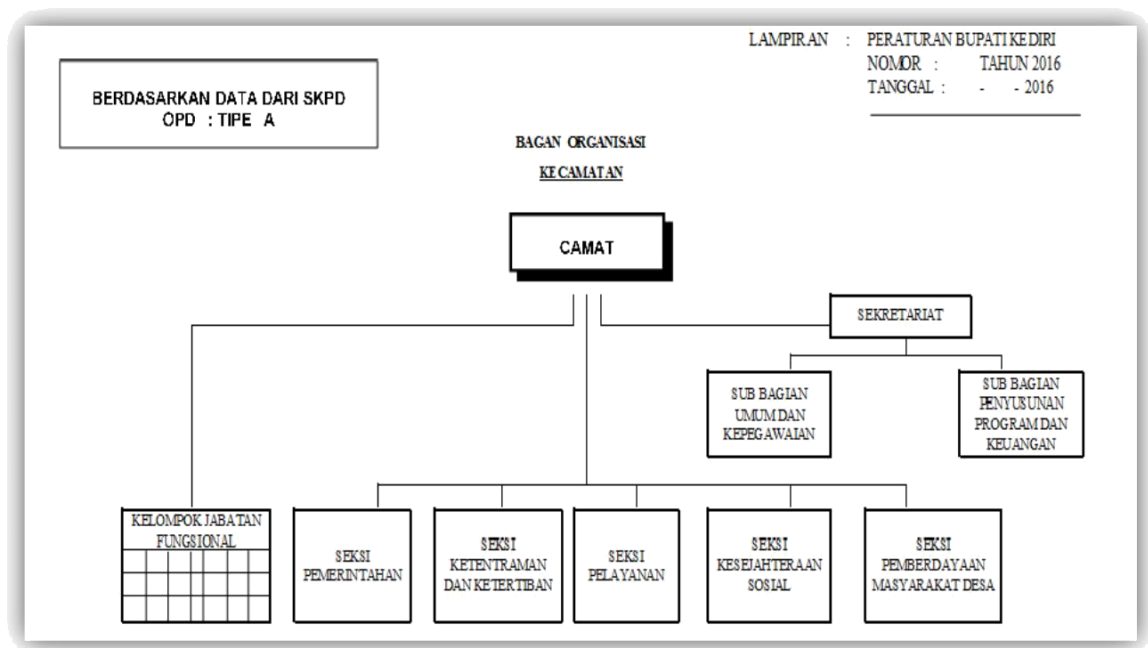 LAMPIRAN : PERATURAN BUPATI KEDIRI
NOMOR : TAHUN 2016
TANGGAL : - - 2016
BERDASARKAN DATA DARI SKPD
OPD : TIPE A
BAGAN ORGANISASI
KECAMATAN
CAMAT
SEKRETARIAT
SUB BAGIAN
UMUM DAN
KEPEGAWAIAN
SUB BAGIAN
PENYUSUNAN
PROGRAM DAN
KEUANGAN
KELOMPOK JABATAN
FUNGSIONAL
SEKSI
PEMERINTAHAN
SEKSI
KETENTRAMAN
DAN KETERTIBAN
SEKSI
PELAYANAN
SEKSI
KESEJAHTERAAN
SOSIAL
SEKSI
PEMBERDAYAAN
MASYARAKAT DESA